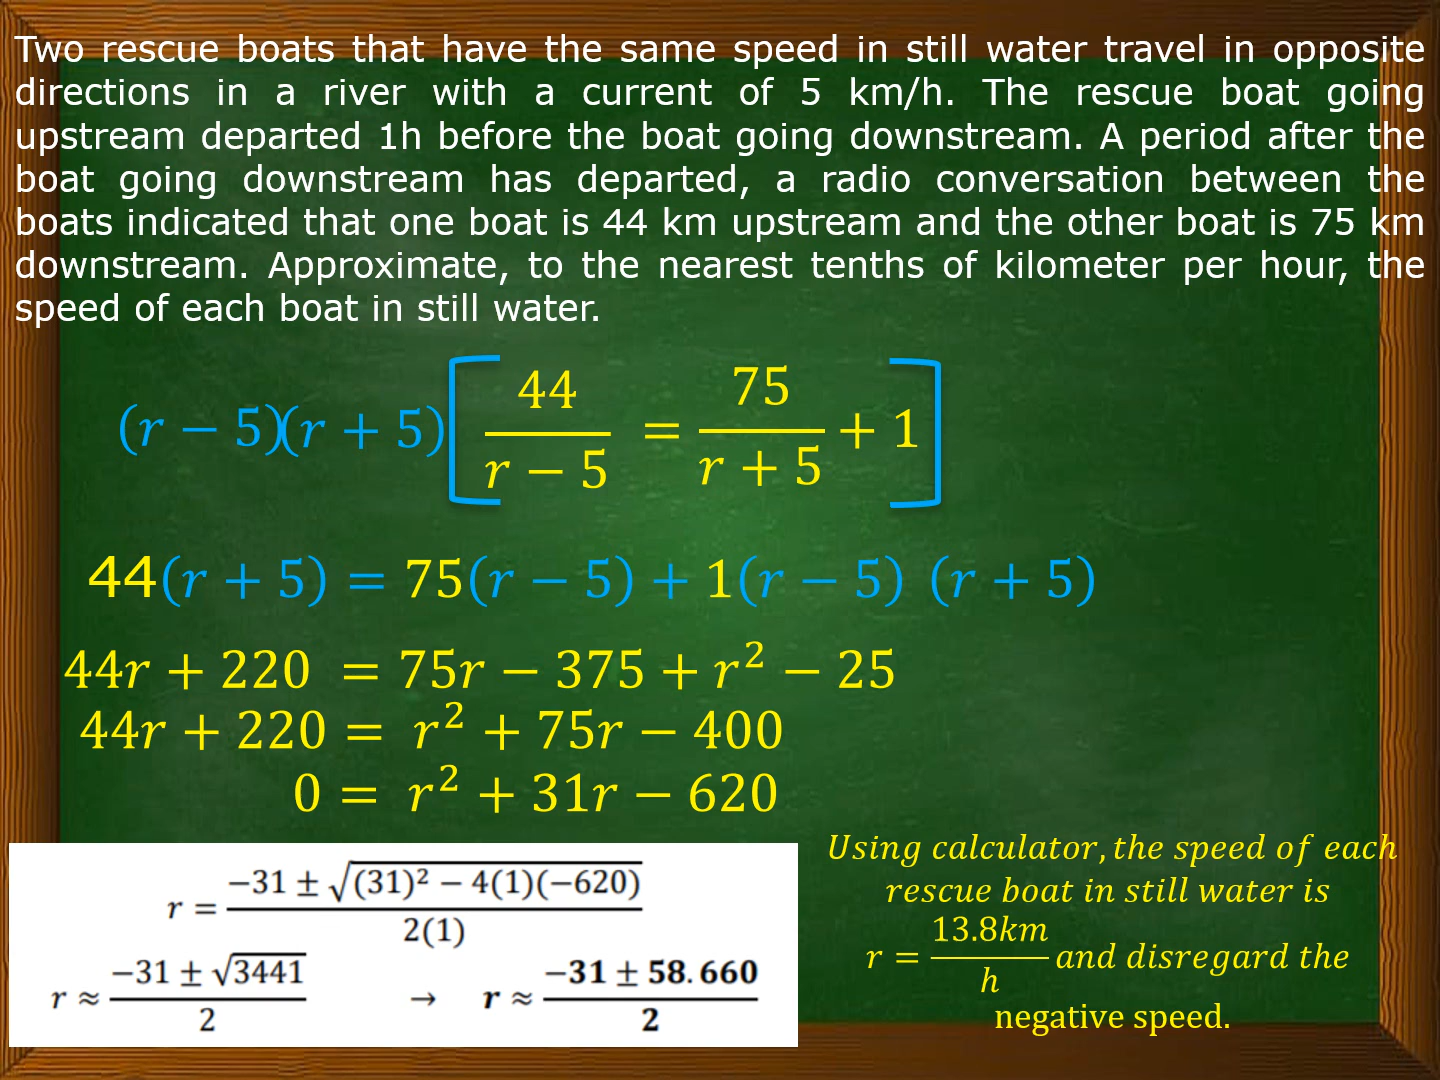 Two rescue boats that have the same speed in still water travel in opposite
directions in a river with a current of 5 km/h. The rescue boat going
upstream departed 1h before the boat going downstream. A period after the
boat going downstream has departed, a radio conversation between the
boats indicated that one boat is 44 km upstream and the other boat is 75 km
downstream. Approximate, to the nearest tenths of kilometer per hour, the
speed of each boat in still water.
(r − 5)(r + 5) [ 44/(r − 5) = 75/(r + 5) + 1 ]
44(r + 5) = 75(r − 5) + 1(r − 5) (r + 5)
44r + 220 = 75r − 375 + r² − 25
44r + 220 = r² + 75r − 400
0 = r² + 31r − 620
r = (−31 ± √((31)² − 4(1)(−620)))/2(1)
r ≈ (−31 ± √3441)/2 → r ≈ (−31 ± 58.660)/2
Using calculator, the speed of each
rescue boat in still water is
r = 13.8km/h and disregard the
negative speed.